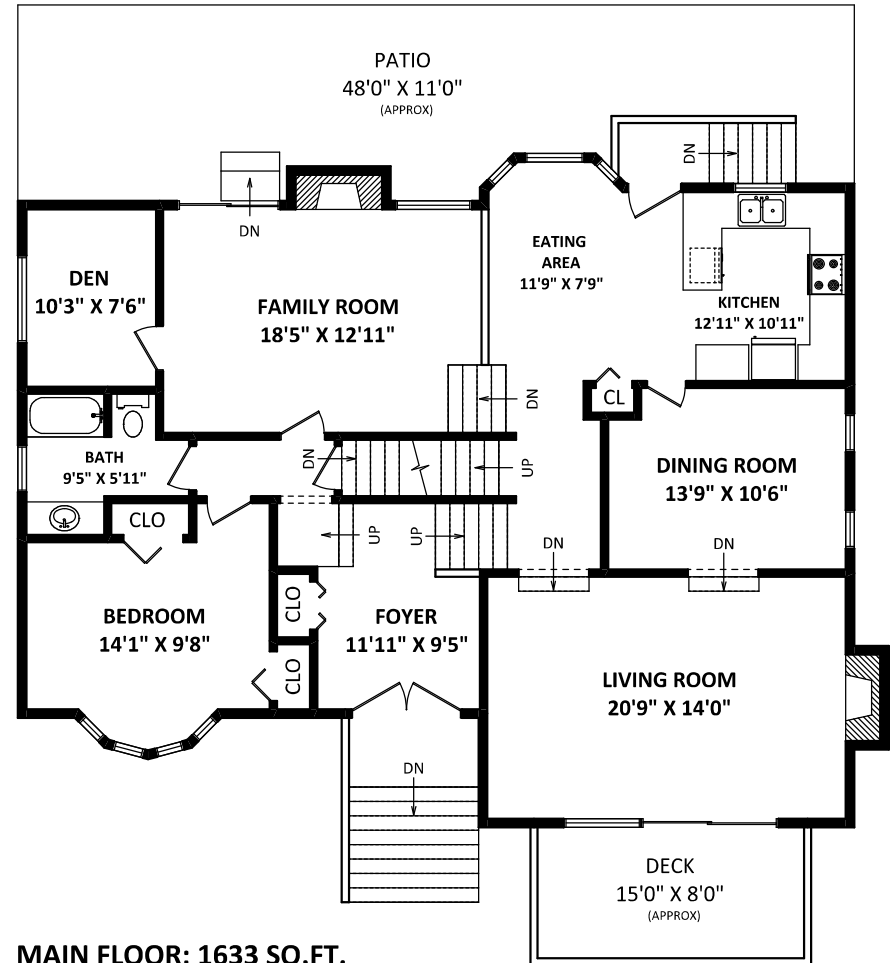 PATIO
48'0" X 11'0"
(APPROX)
DN
DN
EATING
AREA
11'9" X 7'9"
DEN
10'3" X 7'6"
FAMILY ROOM
18'5" X 12'11"
KITCHEN
12'11" X 10'11"
DN
CL
BATH
9'5" X 5'11"
DN
UP
DINING ROOM
13'9" X 10'6"
CLO
UP
UP
DN
DN
CLO
BEDROOM
14'1" X 9'8"
FOYER
11'11" X 9'5"
CLO
LIVING ROOM
20'9" X 14'0"
DN
DECK
15'0" X 8'0"
(APPROX)
MAIN FLOOR: 1633 SQ.FT.